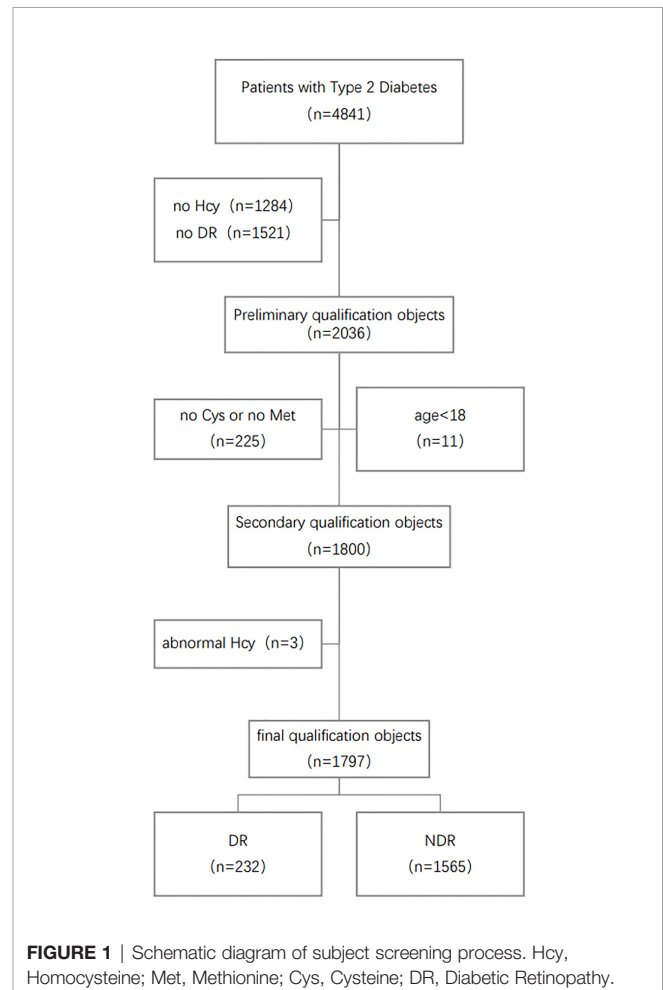 Patients with Type 2 Diabetes
(n=4841)
no Hcy (n=1284)
no DR (n=1521)
Preliminary qualification objects
(n=2036)
no Cys or no Met
(n=225)
age<18
(n=11)
Secondary qualification objects
(n=1800)
abnormal Hcy (n=3)
final qualification objects
(n=1797)
DR
(n=232)
NDR
(n=1565)
FIGURE 1 | Schematic diagram of subject screening process. Hcy,
Homocysteine; Met, Methionine; Cys, Cysteine; DR, Diabetic Retinopathy.